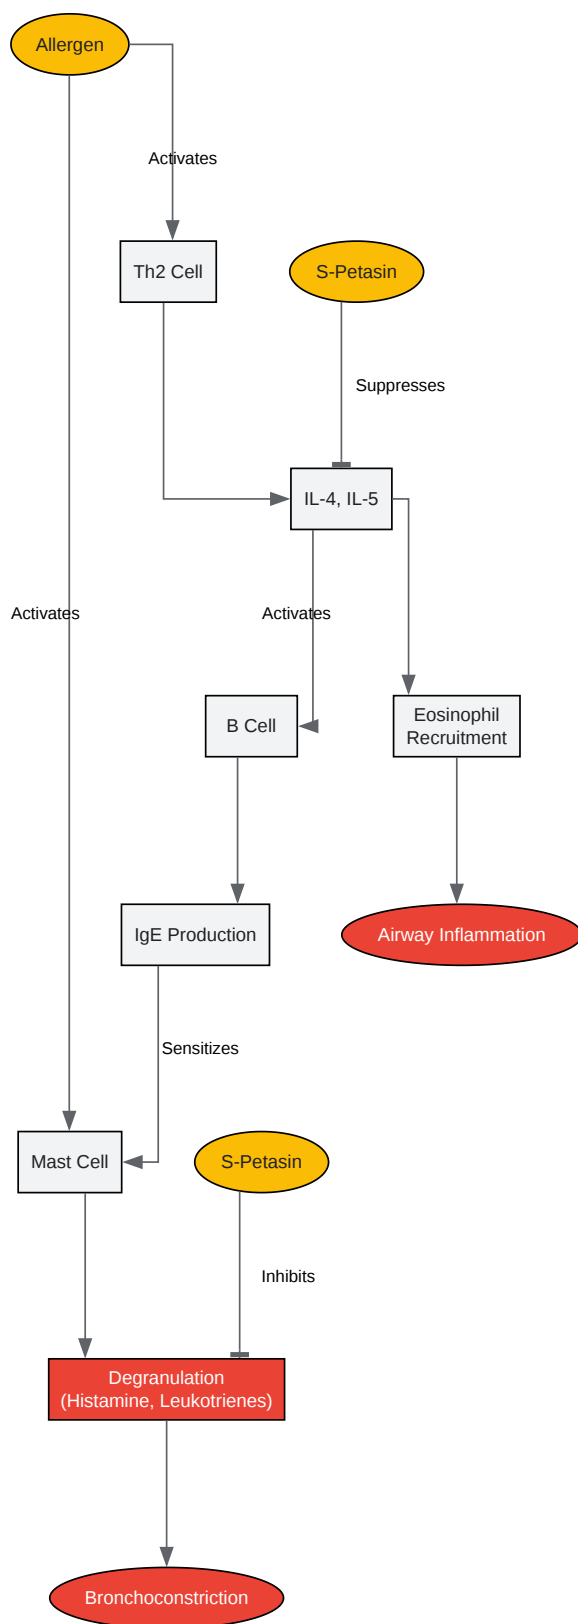 Allergen
Activates
Th2 Cell
S-Petasin
Suppresses
IL-4, IL-5
Activates
Activates
B Cell
Eosinophil
Recruitment
IgE Production
Airway Inflammation
Sensitizes
Mast Cell
S-Petasin
Inhibits
Degranulation
(Histamine, Leukotrienes)
Bronchoconstriction